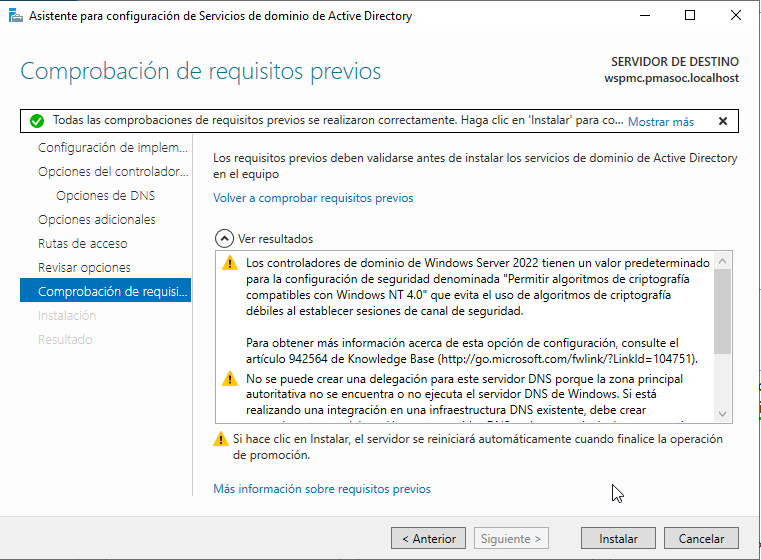 Asistente para configuración de Servicios de dominio de Active Directory
Comprobación de requisitos previos
SERVIDOR DE DESTINO
wspmc.pmasoc.localhost
Todas las comprobaciones de requisitos previos se realizaron correctamente. Haga clic en 'Instalar' para co... Mostrar más
Configuración de implem...
Opciones del controlador...
Opciones de DNS
Opciones adicionales
Rutas de acceso
Revisar opciones
Comprobación de requisi...
Instalación
Resultado
Los requisitos previos deben validarse antes de instalar los servicios de dominio de Active Directory
en el equipo
Volver a comprobar requisitos previos
Ver resultados
Los controladores de dominio de Windows Server 2022 tienen un valor predeterminado
para la configuración de seguridad denominada "Permitir algoritmos de criptografía
compatibles con Windows NT 4.0" que evita el uso de algoritmos de criptografía
débiles al establecer sesiones de canal de seguridad.
Para obtener más información acerca de esta opción de configuración, consulte el
artículo 942564 de Knowledge Base (http://go.microsoft.com/fwlink/?LinkId=104751).
No se puede crear una delegación para este servidor DNS porque la zona principal
autoritativa no se encuentra o no ejecuta el servidor DNS de Windows. Si está
realizando una integración en una infraestructura DNS existente, debe crear
Si hace clic en Instalar, el servidor se reiniciará automáticamente cuando finalice la operación
de promoción.
Más información sobre requisitos previos
< Anterior
Siguiente >
Instalar
Cancelar